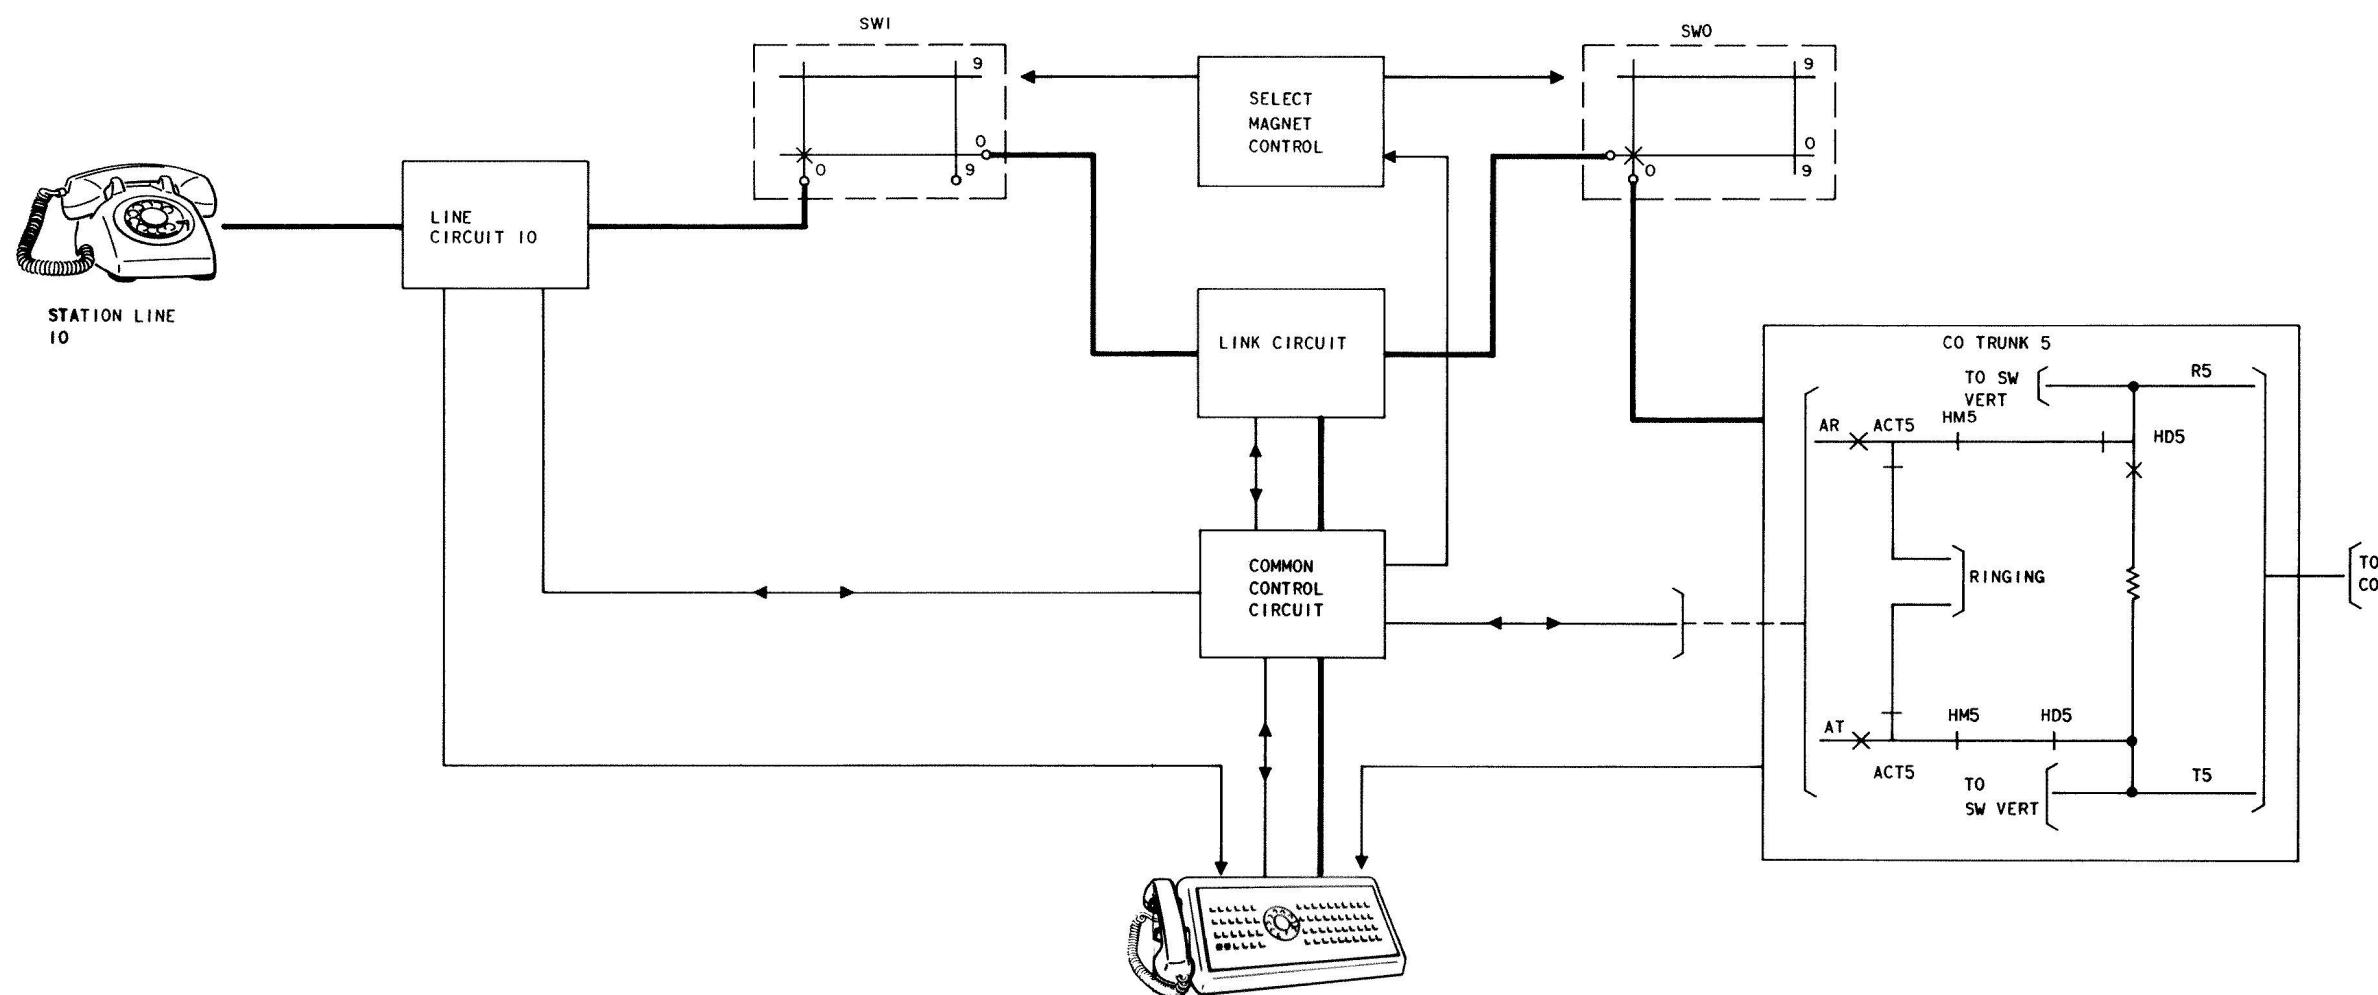 SW1
9
0
0
9
SELECT
MAGNET
CONTROL
SW0
9
0
0
9
LINE
CIRCUIT 10
STATION LINE
10
LINK CIRCUIT
CO TRUNK 5
TO SW
VERT
R5
AR
ACT5
HM5
HD5
RINGING
TO
CO
COMMON
CONTROL
CIRCUIT
AT
HM5
HD5
ACT5
TO
SW VERT
T5